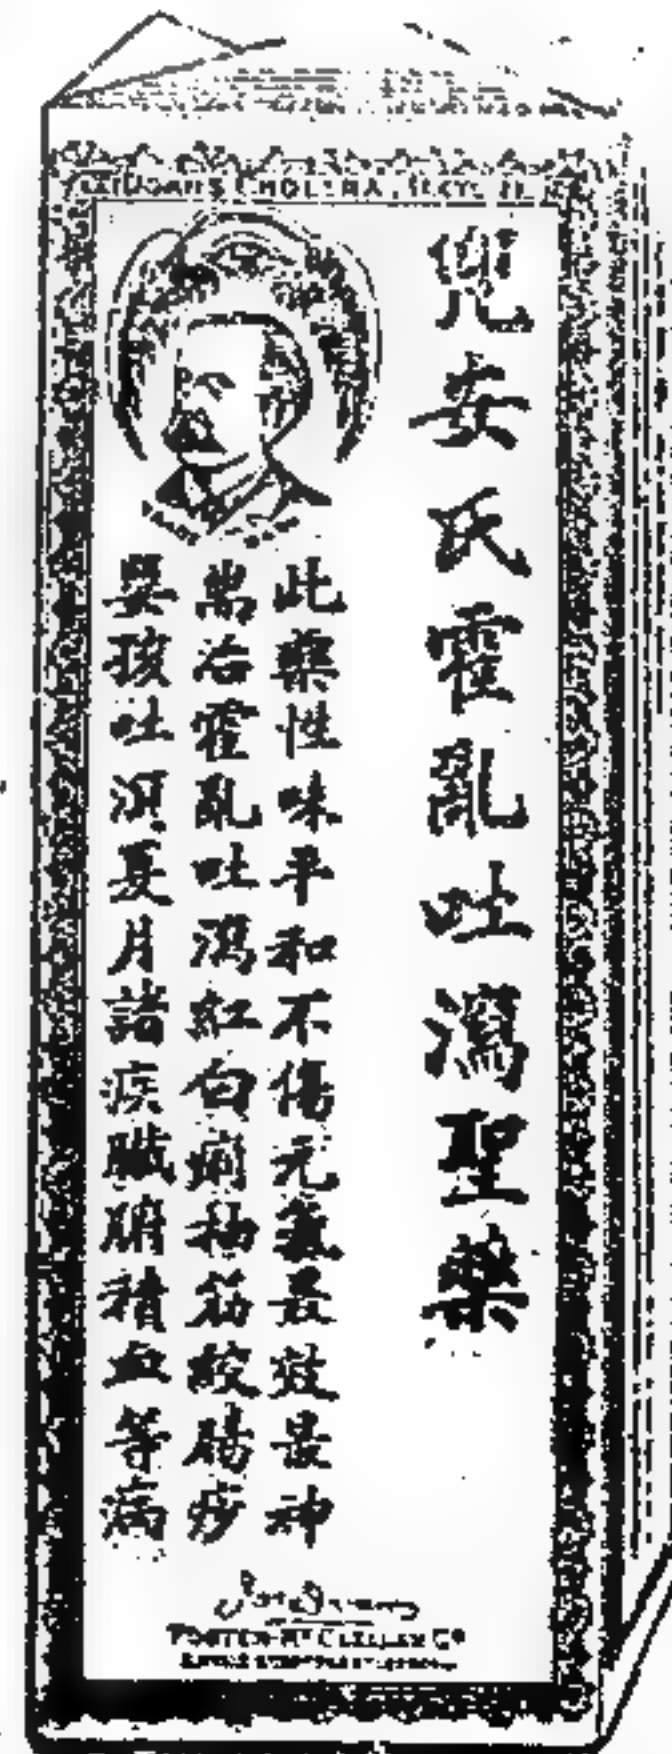 兜安氏霍亂吐瀉聖藥
此藥性味平和不傷元氣最效最神
耑治霍亂吐瀉紅白痢抽筋絞腸痧
嬰孩吐瀉夏月諸疾臟腑積血等病
FOSTER-McCLELLAN Co